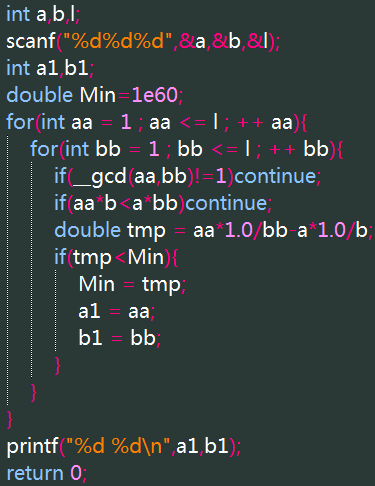 int a,b,l;
scanf("%d%d%d",&a,&b,&l);
int a1,b1;
double Min=1e60;
for(int aa = 1 ; aa <= l ; ++ aa){
for(int bb = 1 ; bb <= l ; ++ bb){
if(__gcd(aa,bb)!=1)continue;
if(aa*b<a*bb)continue;
double tmp = aa*1.0/bb-a*1.0/b;
if(tmp<Min){
Min = tmp;
a1 = aa;
b1 = bb;
}
}
}
printf("%d %d\n",a1,b1);
return 0;